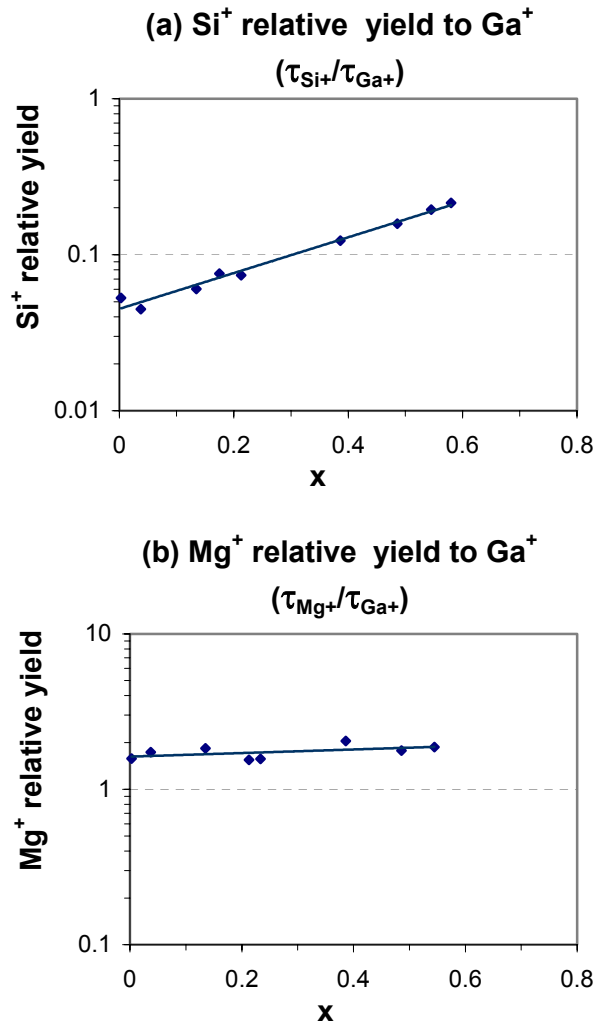 (a) Si⁺ relative yield to Ga⁺
(τSi+/τGa+)
Si⁺ relative yield
1
0.1
0.01
0 0.2 0.4 0.6 0.8
x
(b) Mg⁺ relative yield to Ga⁺
(τMg+/τGa+)
Mg⁺ relative yield
10
1
0.1
0 0.2 0.4 0.6 0.8
x